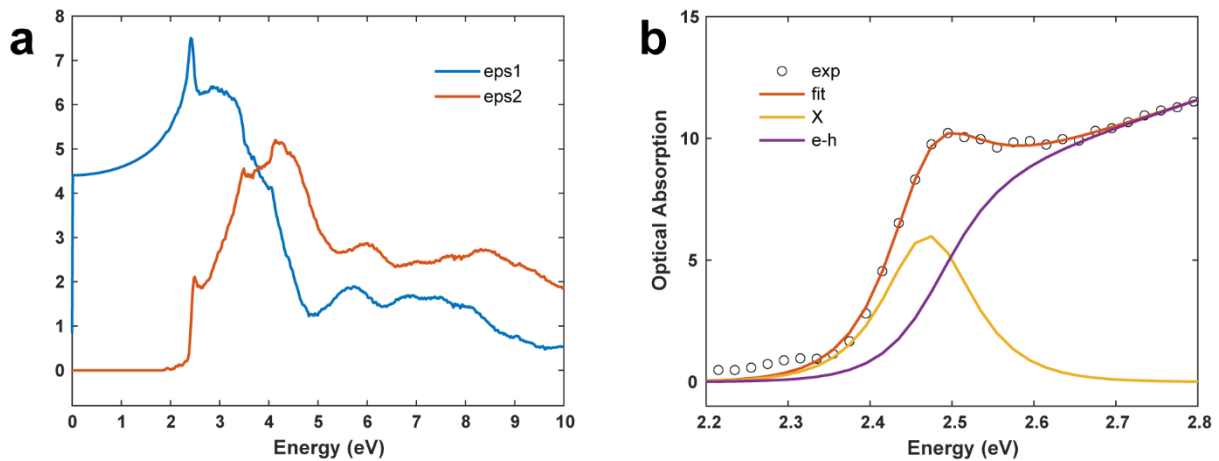 a
8
7
6
5
4
3
2
1
0
eps1
eps2
0 1 2 3 4 5 6 7 8 9 10
Energy (eV)
b
15
10
5
0
Optical Absorption
exp
fit
X
e-h
2.2 2.3 2.4 2.5 2.6 2.7 2.8
Energy (eV)